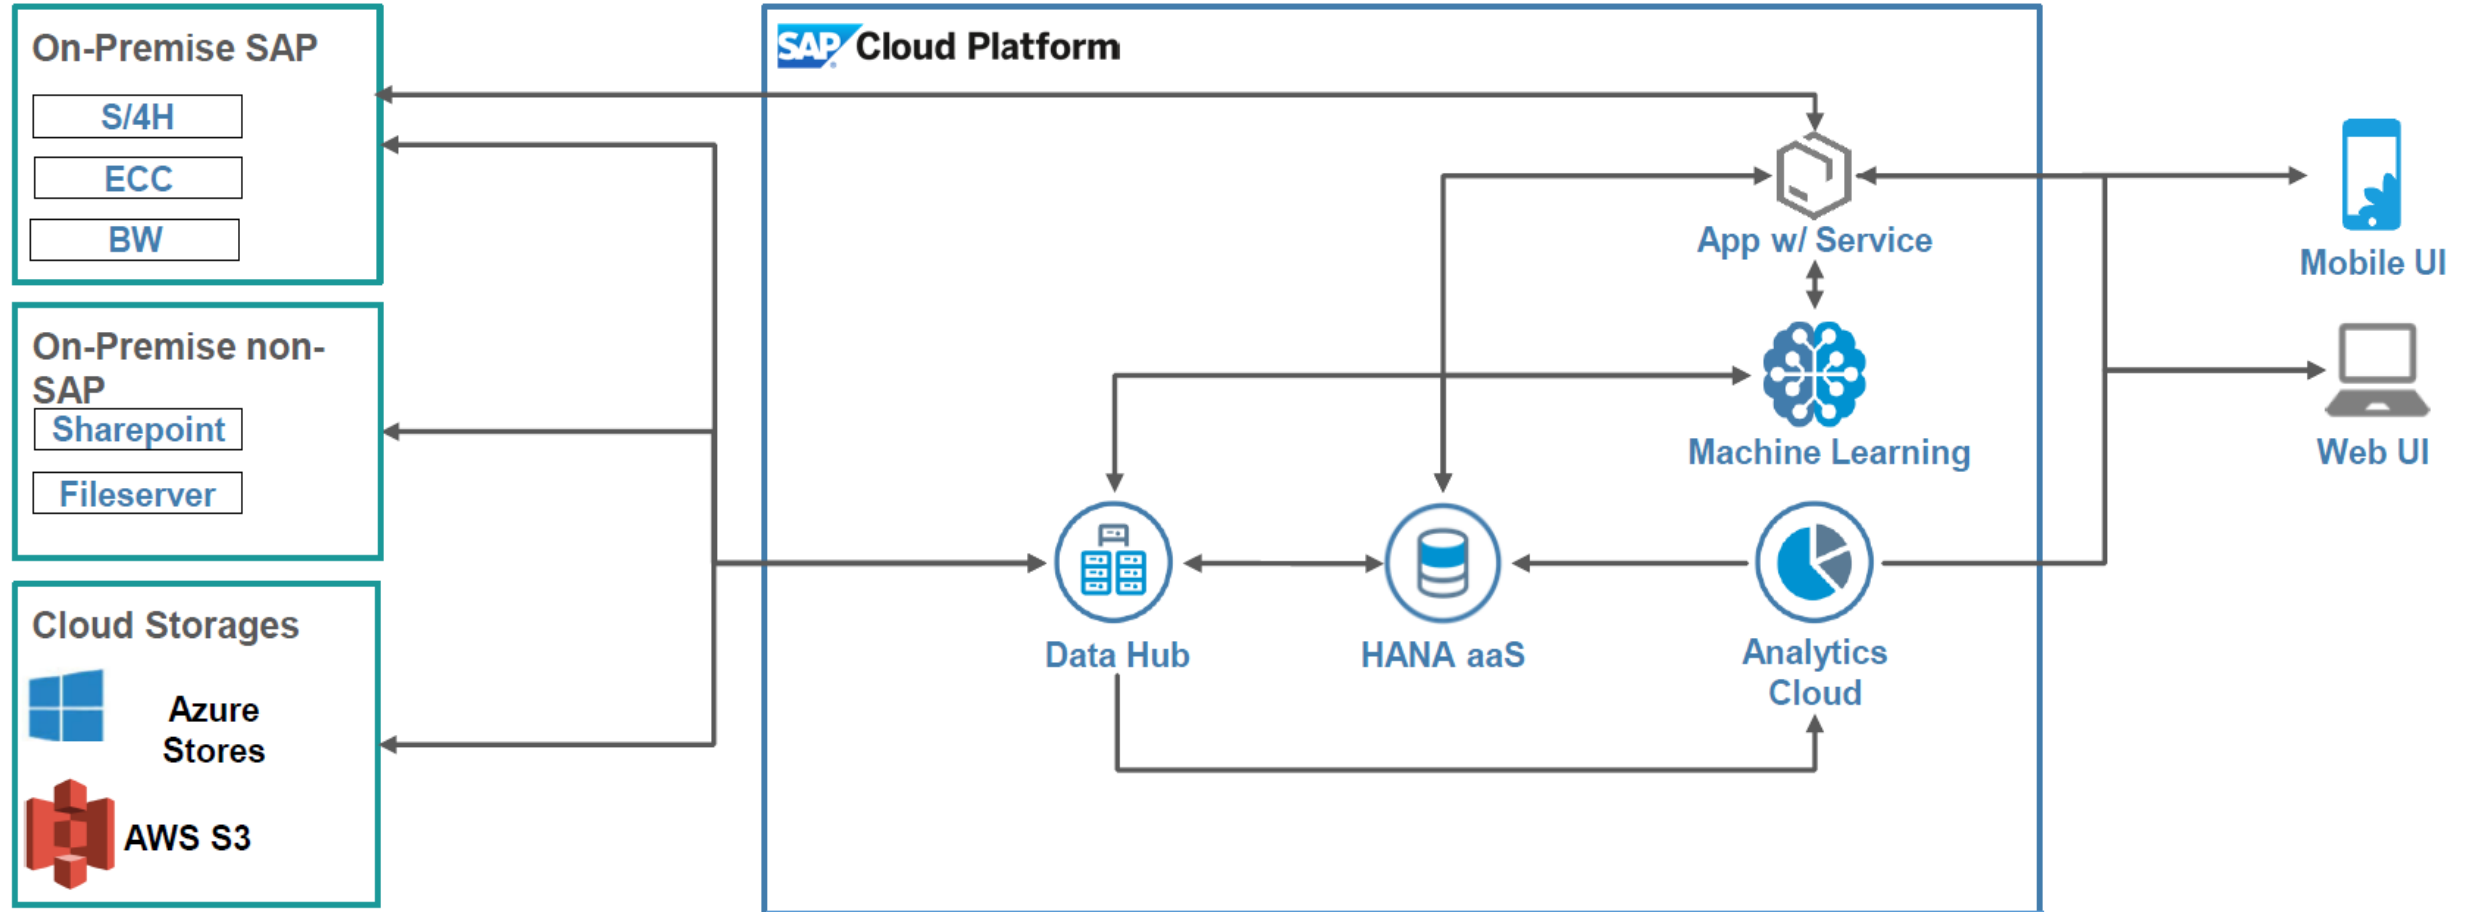 On-Premise SAP
S/4H
ECC
BW
On-Premise non-
SAP
Sharepoint
Fileserver
Cloud Storages
Azure
Stores
AWS S3
SAP Cloud Platform
App w/ Service
Machine Learning
Data Hub
HANA aaS
Analytics
Cloud
Mobile UI
Web UI